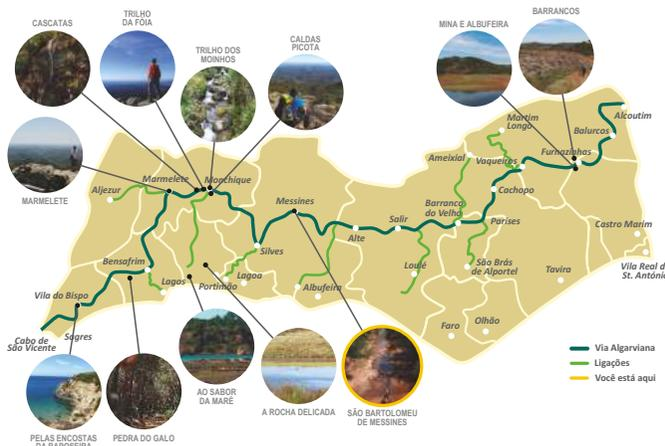 CASCATAS
TRILHO
DA FÓIA
TRILHO DOS
MOINHOS
CALDAS
PICOTA
MINA E ALBUFEIRA
BARRANCOS
MARMELETE
Aljezur
Marmelete
Monchique
Messines
Ameixial
Martim
Longo
Vaqueiros
Furnazinhas
Balurcos
Alcoutim
Cachopo
Barranco
do Velho
Parises
Salir
Alte
Silves
Bensafrim
Lagos
Portimão
Lagoa
Albufeira
Loulé
São Brás
de Alportel
Tavira
Castro Marim
Vila Real de
St. António
Faro
Olhão
Vila do Bispo
Sagres
Cabo de
São Vicente
PELAS ENCOSTAS
DA RAPOSEIRA
PEDRA DO GALO
AO SABOR
DA MARÉ
A ROCHA DELICADA
SÃO BARTOLOMEU
DE MESSINES
Via Algarviana
Ligações
Você está aqui